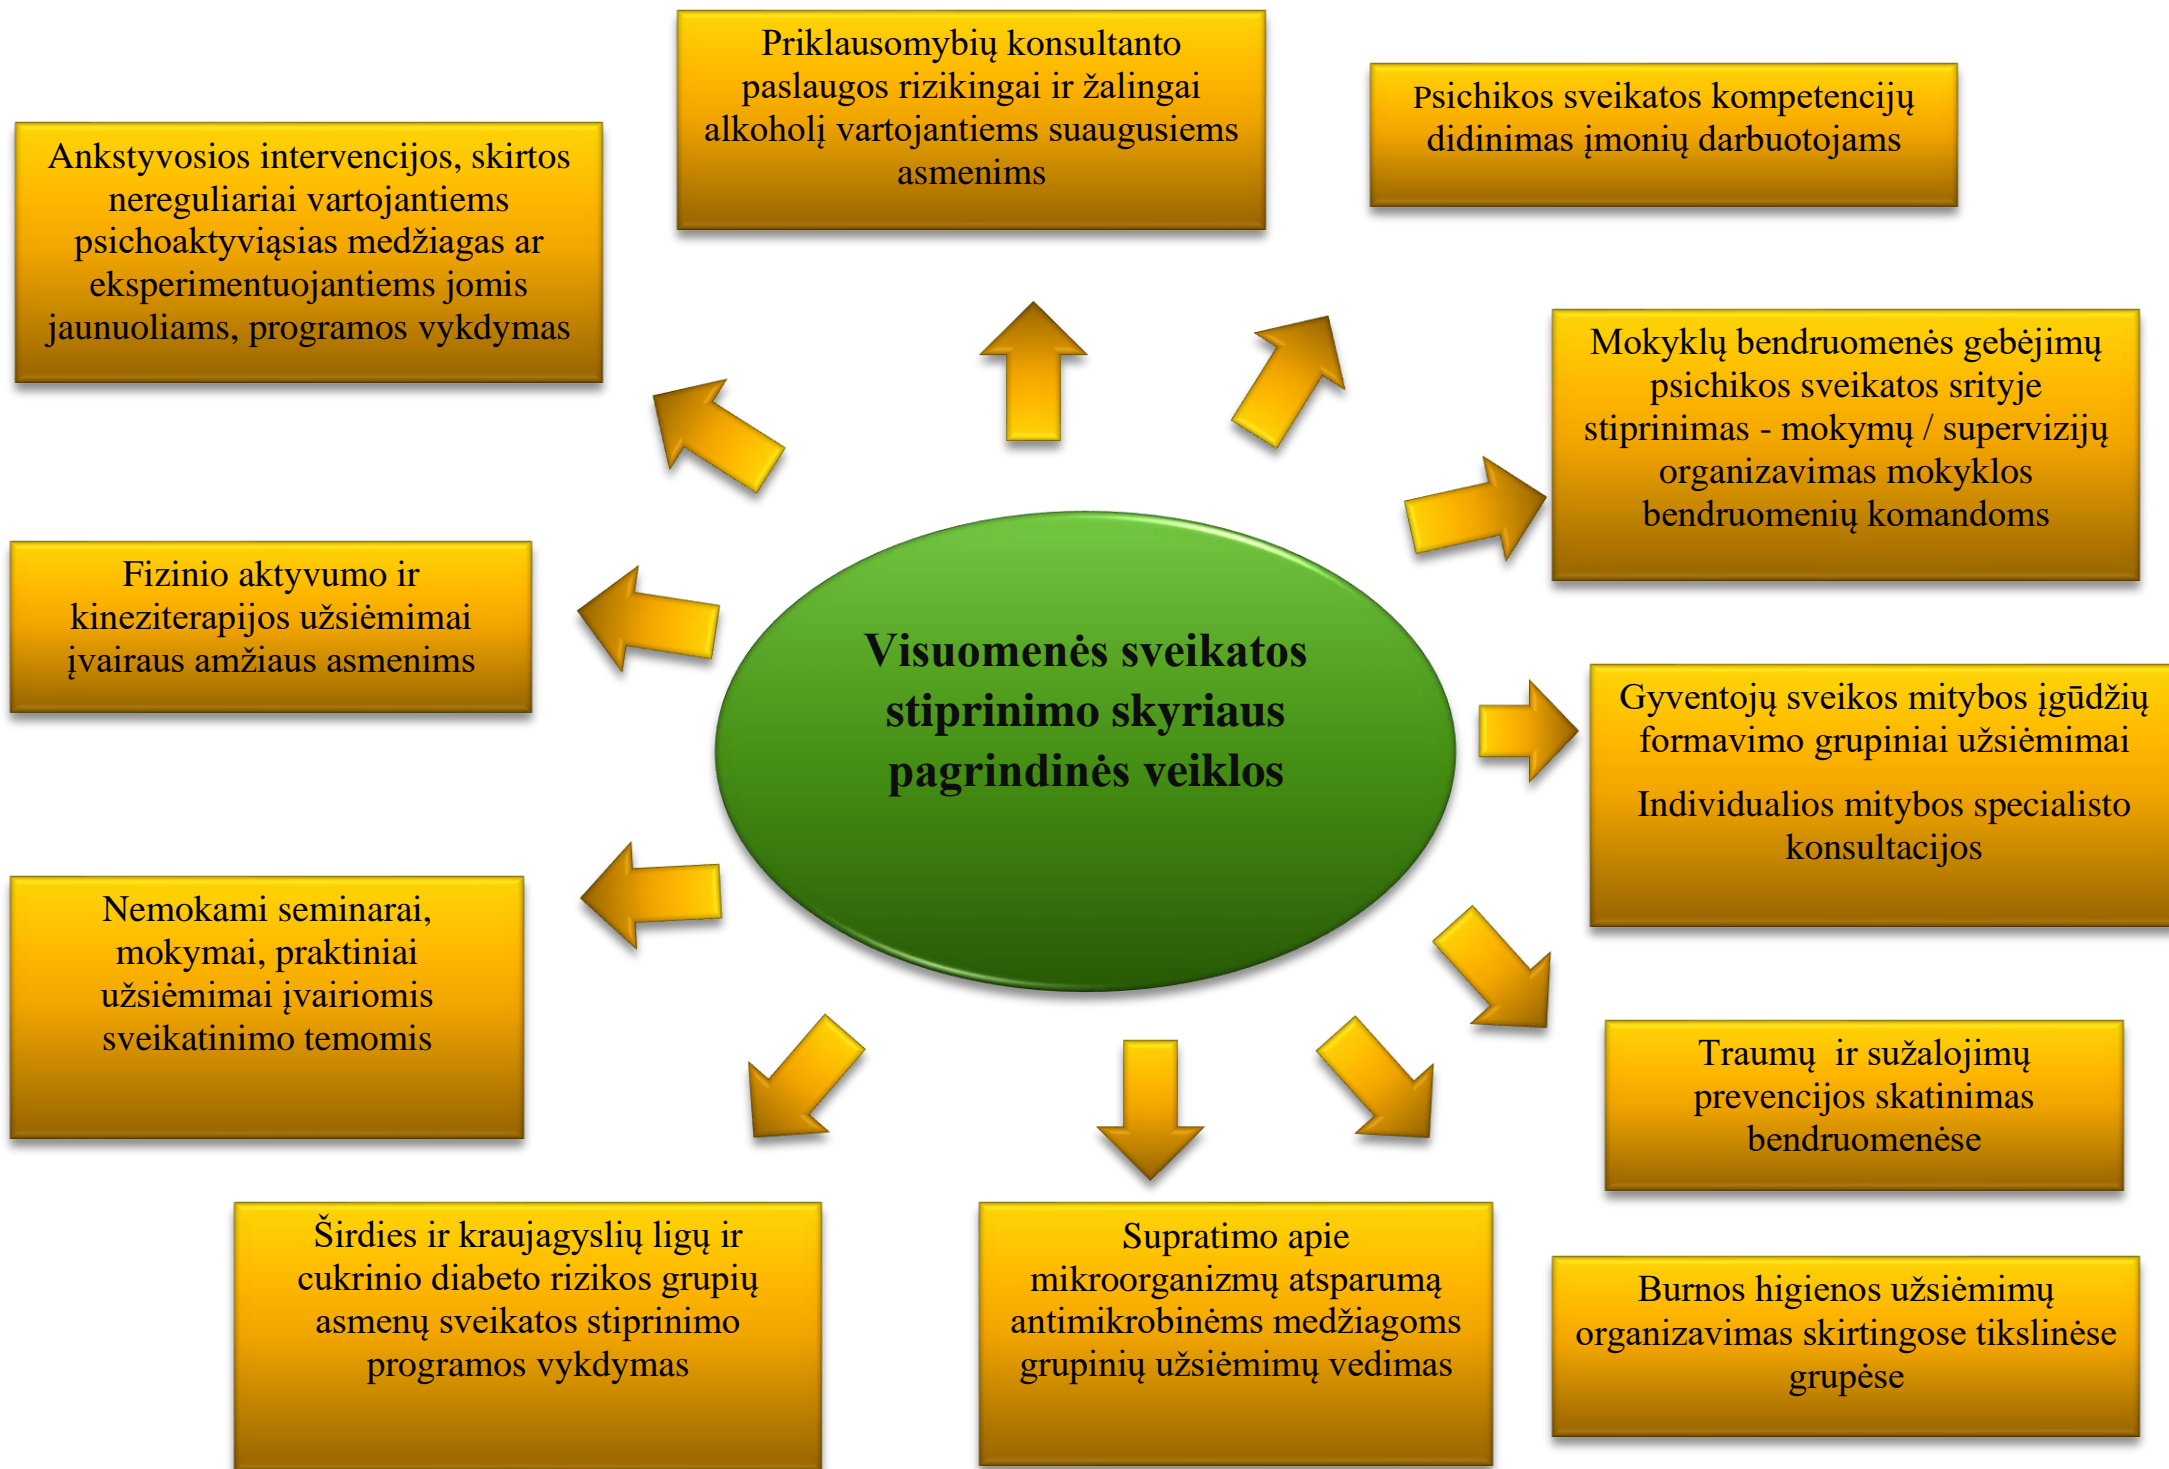 Priklausomybių konsultanto
paslaugos rizikingai ir žalingai
alkoholį vartojantiems suaugusiems
asmenims
Psichikos sveikatos kompetencijų
didinimas įmonių darbuotojams
Ankstyvosios intervencijos, skirtos
nereguliariai vartojantiems
psichoaktyviąsias medžiagas ar
eksperimentuojantiems jomis
jaunuoliams, programos vykdymas
Mokyklų bendruomenės gebėjimų
psichikos sveikatos srityje
stiprinimas - mokymų / supervizijų
organizavimas mokyklos
bendruomenių komandoms
Fizinio aktyvumo ir
kineziterapijos užsiėmimai
įvairaus amžiaus asmenims
Visuomenės sveikatos
stiprinimo skyriaus
pagrindinės veiklos
Gyventojų sveikos mitybos įgūdžių
formavimo grupiniai užsiėmimai
Individualios mitybos specialisto
konsultacijos
Nemokami seminarai,
mokymai, praktiniai
užsiėmimai įvairiomis
sveikatinimo temomis
Traumų  ir sužalojimų
prevencijos skatinimas
bendruomenėse
Širdies ir kraujagyslių ligų ir
cukrinio diabeto rizikos grupių
asmenų sveikatos stiprinimo
programos vykdymas
Supratimo apie
mikroorganizmų atsparumą
antimikrobinėms medžiagoms
grupinių užsiėmimų vedimas
Burnos higienos užsiėmimų
organizavimas skirtingose tikslinėse
grupėse